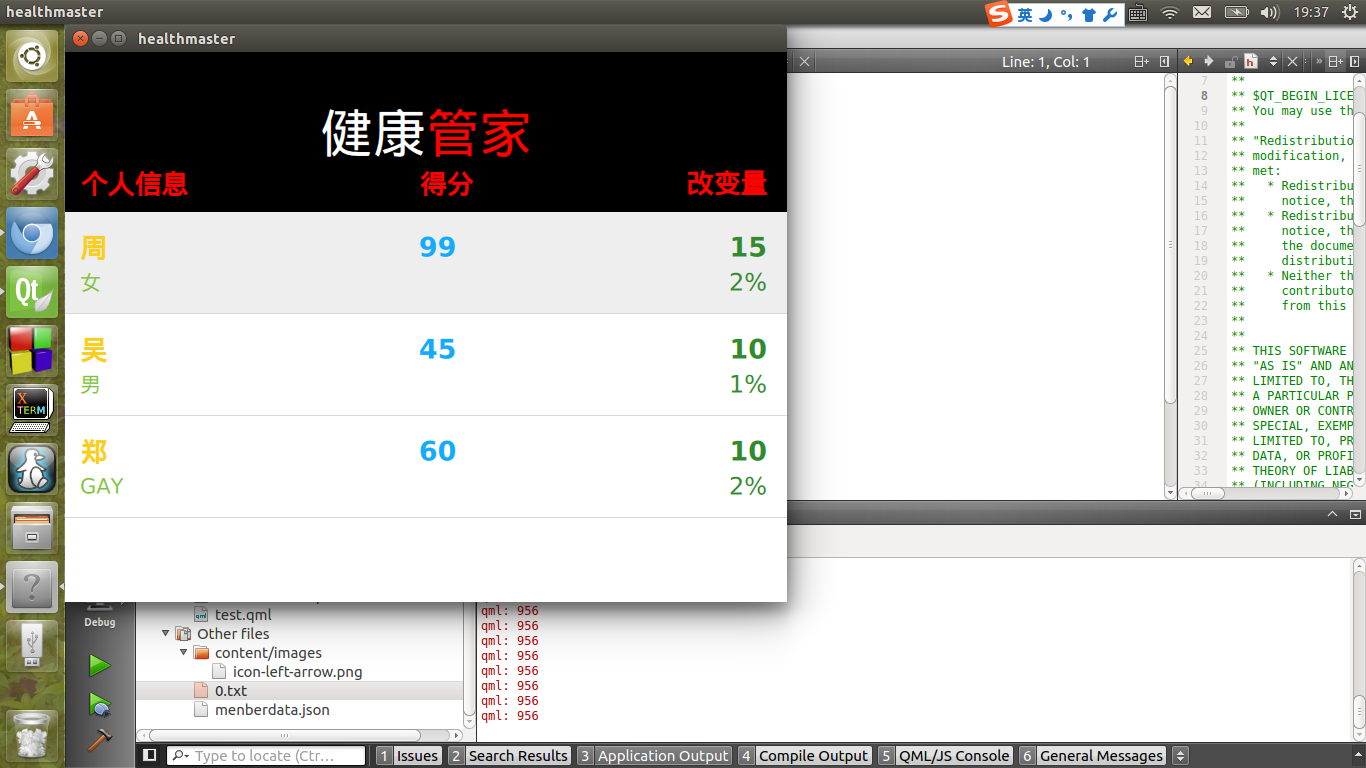 healthmaster
英
19:37
healthmaster
Line: 1, Col: 1
健康管家
个人信息 得分 改变量
周 99 15
女 2%
吴 45 10
男 1%
郑 60 10
GAY 2%
7 **
8 ** $QT_BEGIN_LICE
9 ** You may use th
10 **
11 ** "Redistributio
12 ** modification,
13 ** met:
14 ** * Redistribu
15 ** notice, th
16 ** * Redistribu
17 ** notice, th
18 ** the docume
19 ** distributi
20 ** * Neither th
21 ** contributo
22 ** from this
23 **
24 **
25 ** THIS SOFTWARE
26 ** "AS IS" AND AN
27 ** LIMITED TO, TH
28 ** A PARTICULAR P
29 ** OWNER OR CONTR
30 ** SPECIAL, EXEMP
31 ** LIMITED TO, PR
32 ** DATA, OR PROFI
33 ** THEORY OF LIAB
34 ** (INCLUDING NEG
Qt
X
TERM
Debug
test.qml
Other files
content/images
icon-left-arrow.png
0.txt
menberdata.json
qml: 956
qml: 956
qml: 956
qml: 956
qml: 956
qml: 956
qml: 956
qml: 956
Type to locate (Ctr...
1 Issues
2 Search Results
3 Application Output
4 Compile Output
5 QML/JS Console
6 General Messages